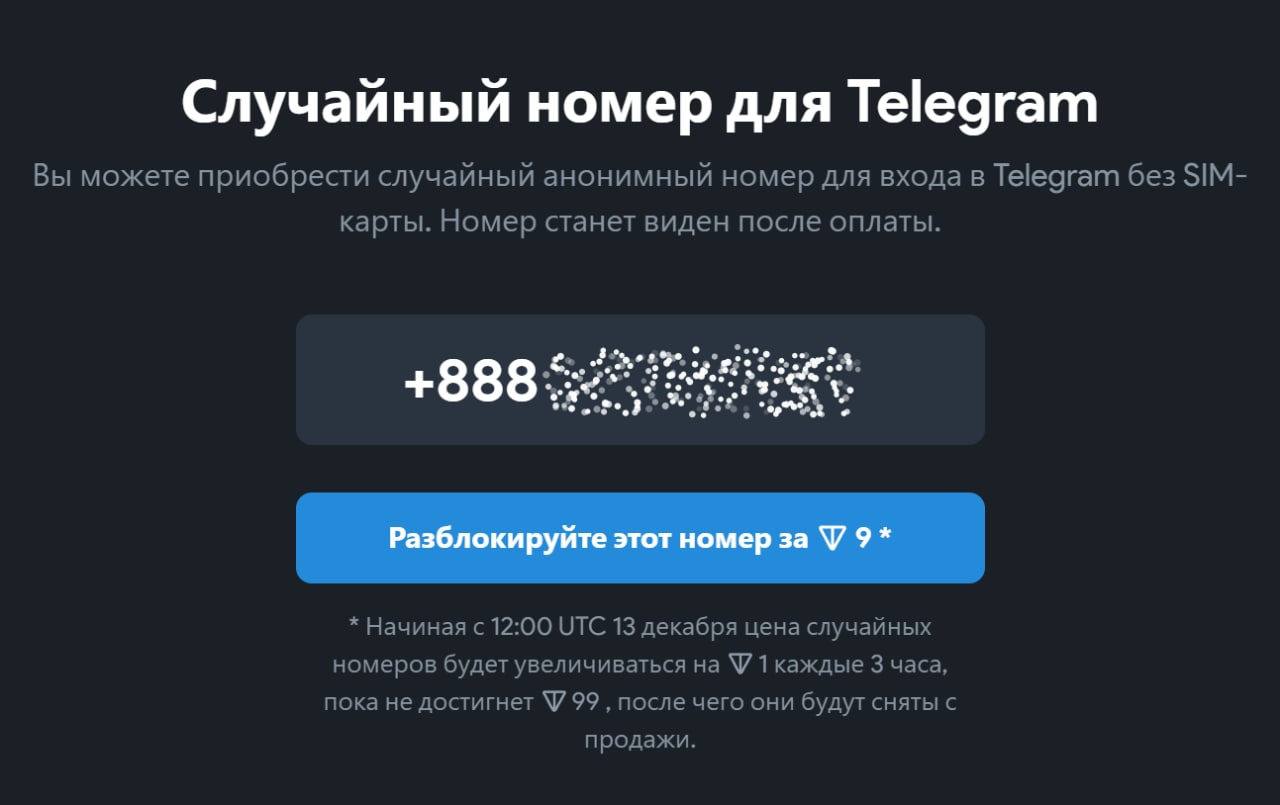 Случайный номер для Telegram
Вы можете приобрести случайный анонимный номер для входа в Telegram без SIM-
карты. Номер станет виден после оплаты.
+888
Разблокируйте этот номер за 9 *
* Начиная с 12:00 UTC 13 декабря цена случайных
номеров будет увеличиваться на 1 каждые 3 часа,
пока не достигнет 99 , после чего они будут сняты с
продажи.